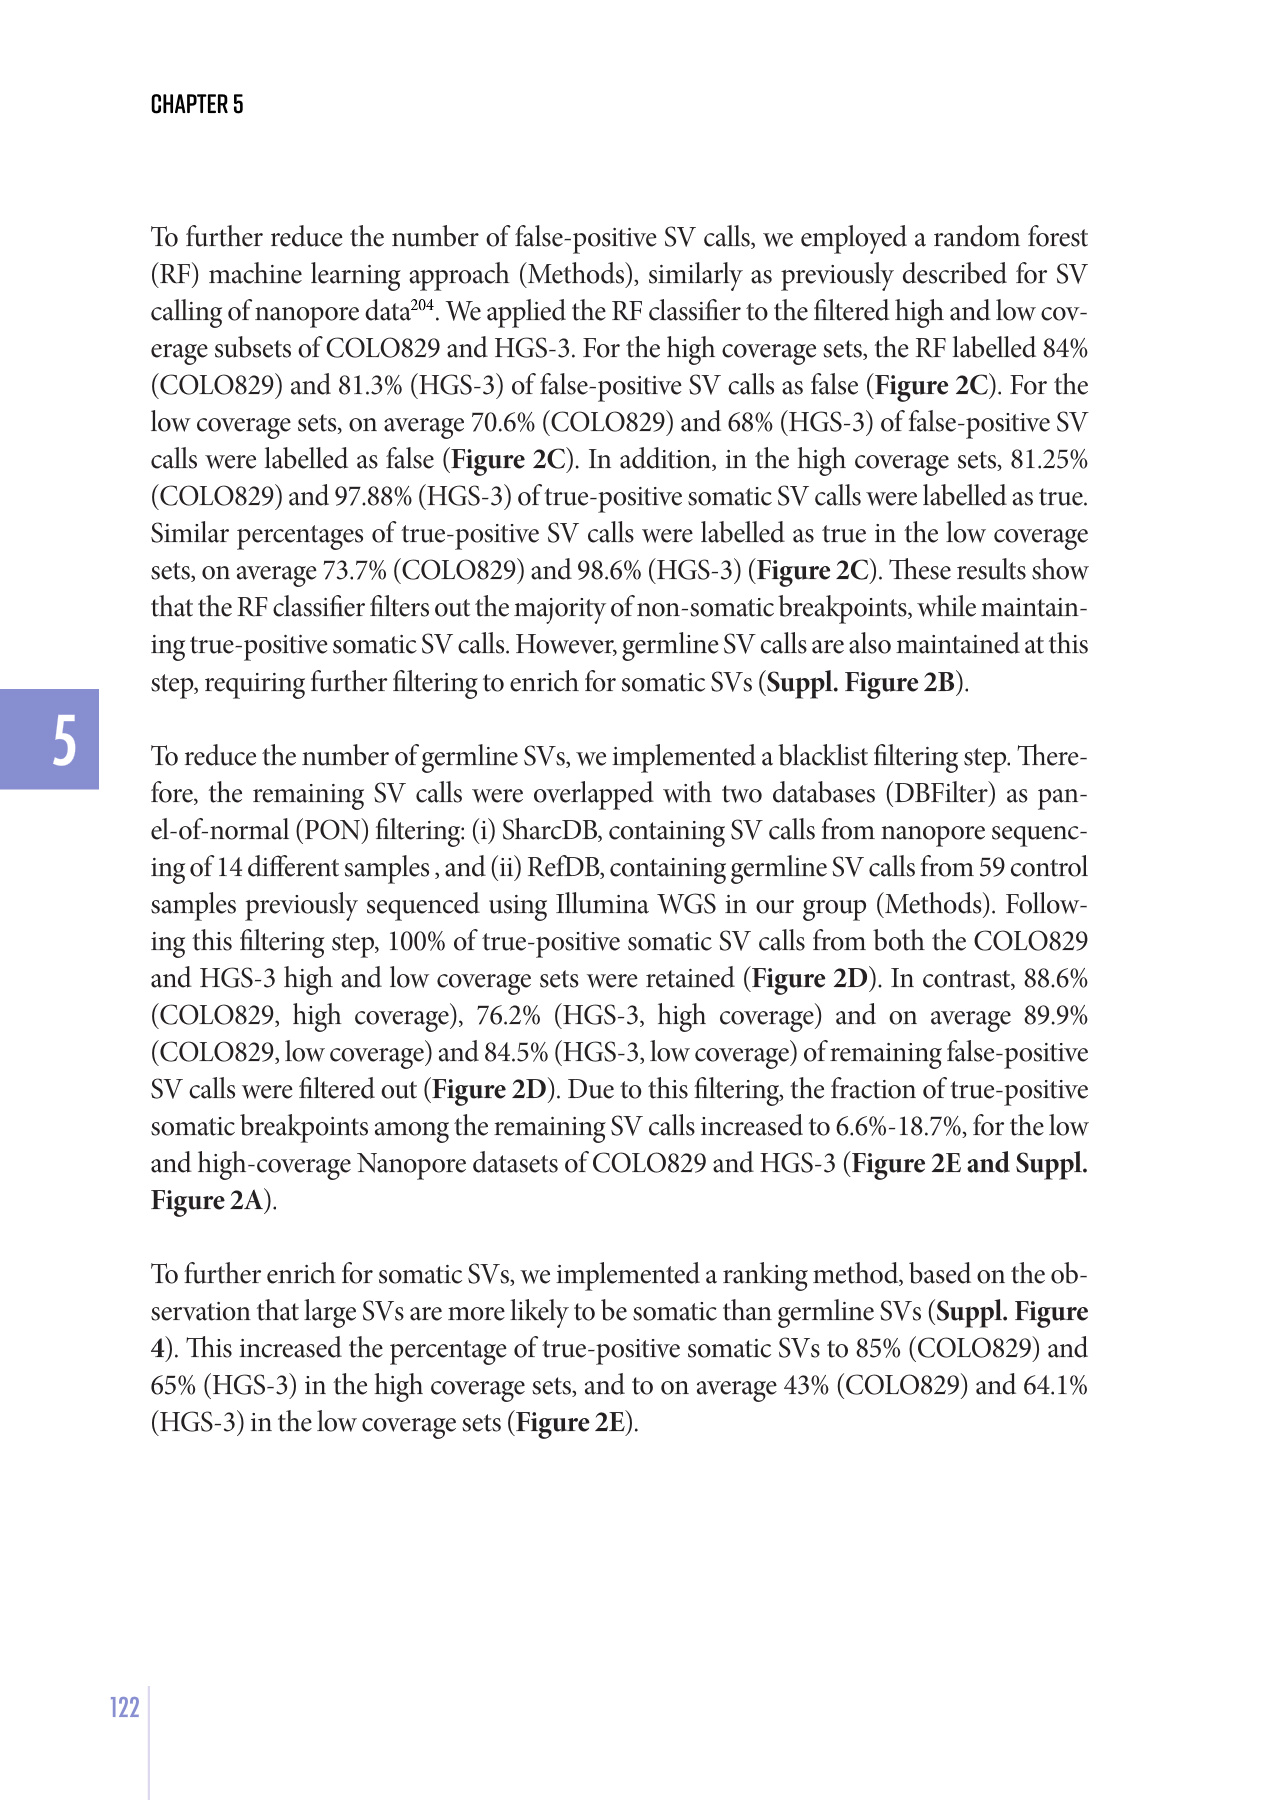 CHAPTER 5
To further reduce the number of false-positive SV calls, we employed a random forest
(RF) machine learning approach (Methods), similarly as previously described for SV
calling of nanopore data204. We applied the RF classifier to the filtered high and low cov-
erage subsets of COLO829 and HGS-3. For the high coverage sets, the RF labelled 84%
(COLO829) and 81.3% (HGS-3) of false-positive SV calls as false (Figure 2C). For the
low coverage sets, on average 70.6% (COLO829) and 68% (HGS-3) of false-positive SV
calls were labelled as false (Figure 2C). In addition, in the high coverage sets, 81.25%
(COLO829) and 97.88% (HGS-3) of true-positive somatic SV calls were labelled as true.
Similar percentages of true-positive SV calls were labelled as true in the low coverage
sets, on average 73.7% (COLO829) and 98.6% (HGS-3) (Figure 2C). These results show
that the RF classifier filters out the majority of non-somatic breakpoints, while maintain-
ing true-positive somatic SV calls. However, germline SV calls are also maintained at this
step, requiring further filtering to enrich for somatic SVs (Suppl. Figure 2B).
5
To reduce the number of germline SVs, we implemented a blacklist filtering step. There-
fore, the remaining SV calls were overlapped with two databases (DBFilter) as pan-
el-of-normal (PON) filtering: (i) SharcDB, containing SV calls from nanopore sequenc-
ing of 14 different samples , and (ii) RefDB, containing germline SV calls from 59 control
samples previously sequenced using Illumina WGS in our group (Methods). Follow-
ing this filtering step, 100% of true-positive somatic SV calls from both the COLO829
and HGS-3 high and low coverage sets were retained (Figure 2D). In contrast, 88.6%
(COLO829, high coverage), 76.2% (HGS-3, high coverage) and on average 89.9%
(COLO829, low coverage) and 84.5% (HGS-3, low coverage) of remaining false-positive
SV calls were filtered out (Figure 2D). Due to this filtering, the fraction of true-positive
somatic breakpoints among the remaining SV calls increased to 6.6%-18.7%, for the low
and high-coverage Nanopore datasets of COLO829 and HGS-3 (Figure 2E and Suppl.
Figure 2A).
To further enrich for somatic SVs, we implemented a ranking method, based on the ob-
servation that large SVs are more likely to be somatic than germline SVs (Suppl. Figure
4). This increased the percentage of true-positive somatic SVs to 85% (COLO829) and
65% (HGS-3) in the high coverage sets, and to on average 43% (COLO829) and 64.1%
(HGS-3) in the low coverage sets (Figure 2E).
122